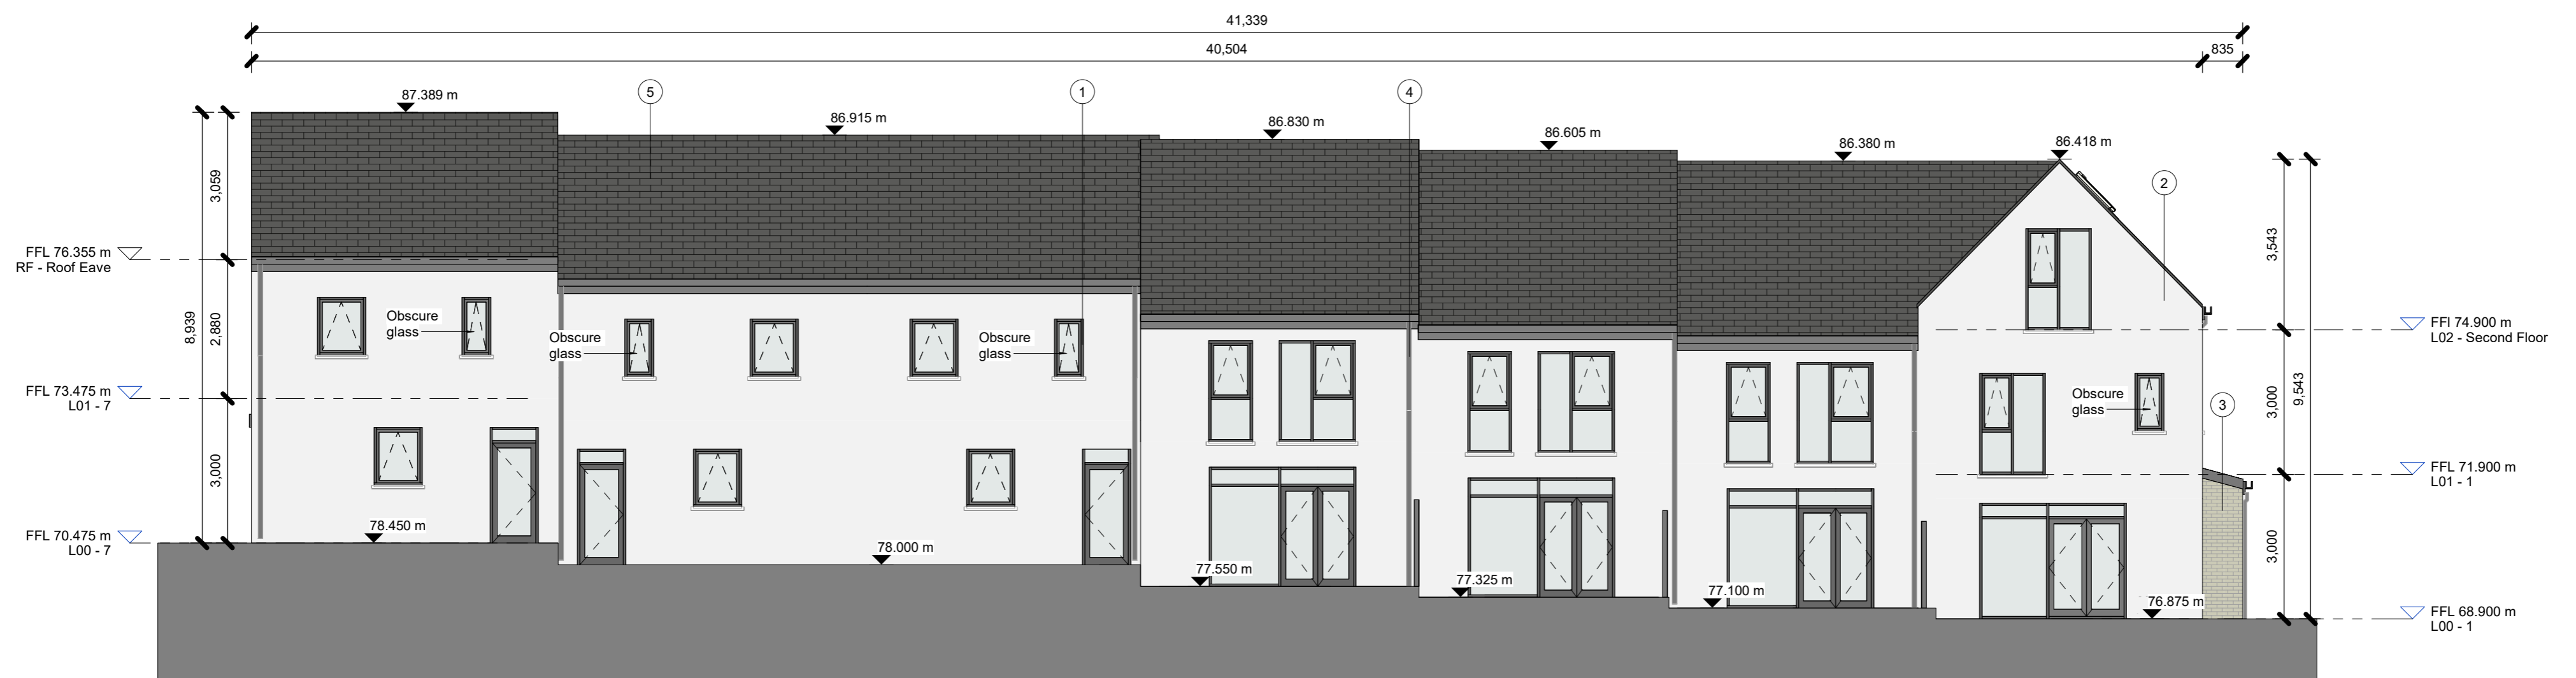 41,339
40,504
835
5
1
4
87.389 m
86.915 m
86.830 m
86.605 m
86.380 m
86.418 m
2
3,059
3,543
FFL 76.355 m
RF - Roof Eave
Obscure
glass
Obscure
glass
Obscure
glass
8,939
2,880
FFl 74.900 m
L02 - Second Floor
FFL 73.475 m
L01 - 7
Obscure
glass
3
3,000
9,543
3,000
FFL 71.900 m
L01 - 1
FFL 70.475 m
L00 - 7
78.450 m
78.000 m
77.550 m
77.325 m
77.100 m
76.875 m
3,000
FFL 68.900 m
L00 - 1